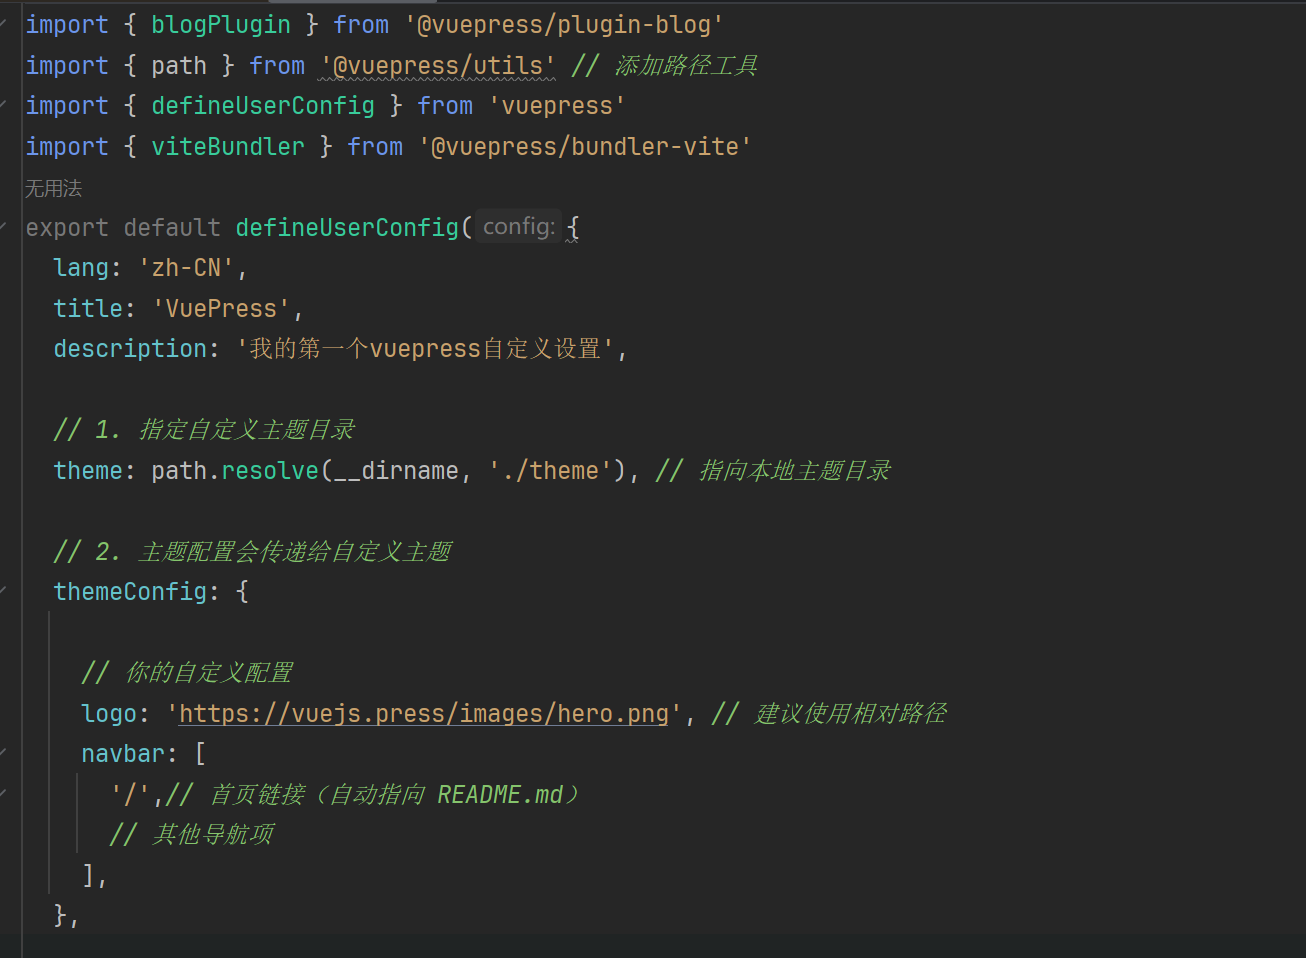 import { blogPlugin } from '@vuepress/plugin-blog'
import { path } from '@vuepress/utils' // 添加路径工具
import { defineUserConfig } from 'vuepress'
import { viteBundler } from '@vuepress/bundler-vite'
无用法
export default defineUserConfig( config: {
  lang: 'zh-CN',
  title: 'VuePress',
  description: '我的第一个vuepress自定义设置',
  // 1. 指定自定义主题目录
  theme: path.resolve(__dirname, './theme'), // 指向本地主题目录
  // 2. 主题配置会传递给自定义主题
  themeConfig: {
    // 你的自定义配置
    logo: 'https://vuejs.press/images/hero.png', // 建议使用相对路径
    navbar: [
      '/',// 首页链接（自动指向 README.md）
      // 其他导航项
    ],
  },